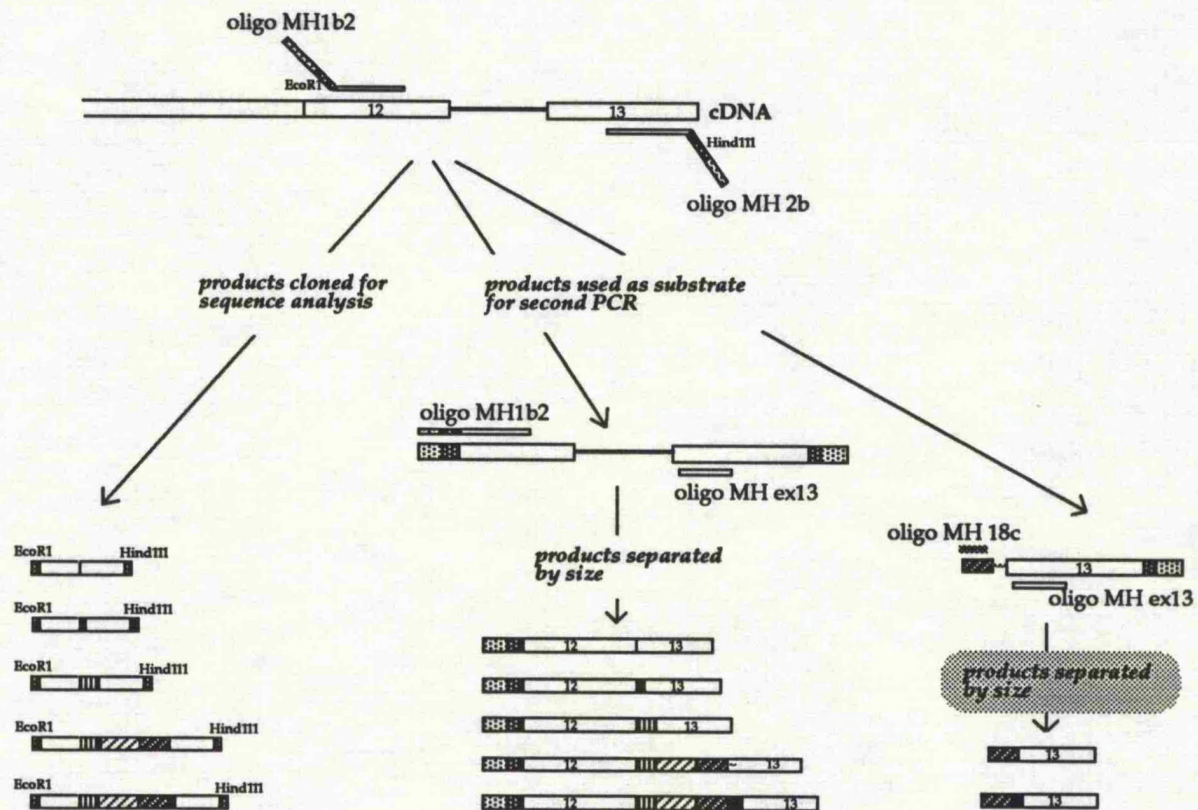 oligo MH1b2
EcoR1
12
13
cDNA
Hind111
oligo MH 2b
products cloned for
sequence analysis
products used as substrate
for second PCR
oligo MH1b2
oligo MH ex13
oligo MH 18c
13
oligo MH ex13
products separated
by size
products separated
by size
EcoR1 Hind111
EcoR1 Hind111
EcoR1 Hind111
EcoR1 Hind111
EcoR1 Hind111
12 13
12 13
12 13
12 13
12 13
13
13